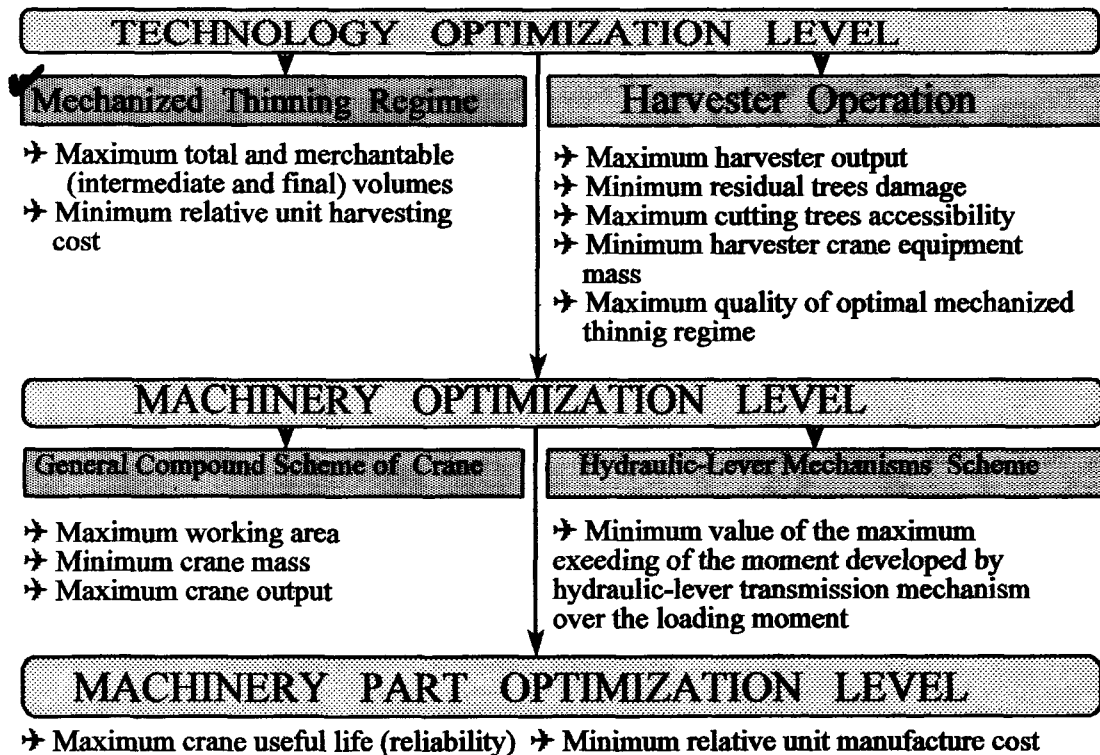 TECHNOLOGY OPTIMIZATION LEVEL
Mechanized Thinning Regime
Maximum total and merchantable
(intermediate and final) volumes
Minimum relative unit harvesting
cost
Harvester Operation
Maximum harvester output
Minimum residual trees damage
Maximum cutting trees accessibility
Minimum harvester crane equipment
mass
Maximum quality of optimal mechanized
thinnig regime
MACHINERY OPTIMIZATION LEVEL
General Compound Scheme of Crane
Maximum working area
Minimum crane mass
Maximum crane output
Hydraulic-Lever Mechanisms Scheme
Minimum value of the maximum
exeeding of the moment developed by
hydraulic-lever transmission mechanism
over the loading moment
MACHINERY PART OPTIMIZATION LEVEL
Maximum crane useful life (reliability)
Minimum relative unit manufacture cost